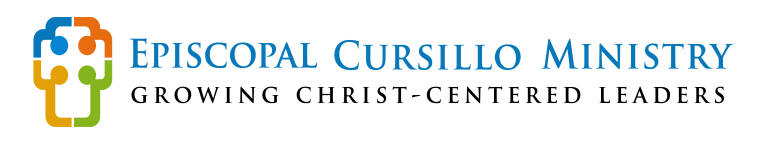 EPISCOPAL CURSILLO MINISTRY
GROWING CHRIST-CENTERED LEADERS